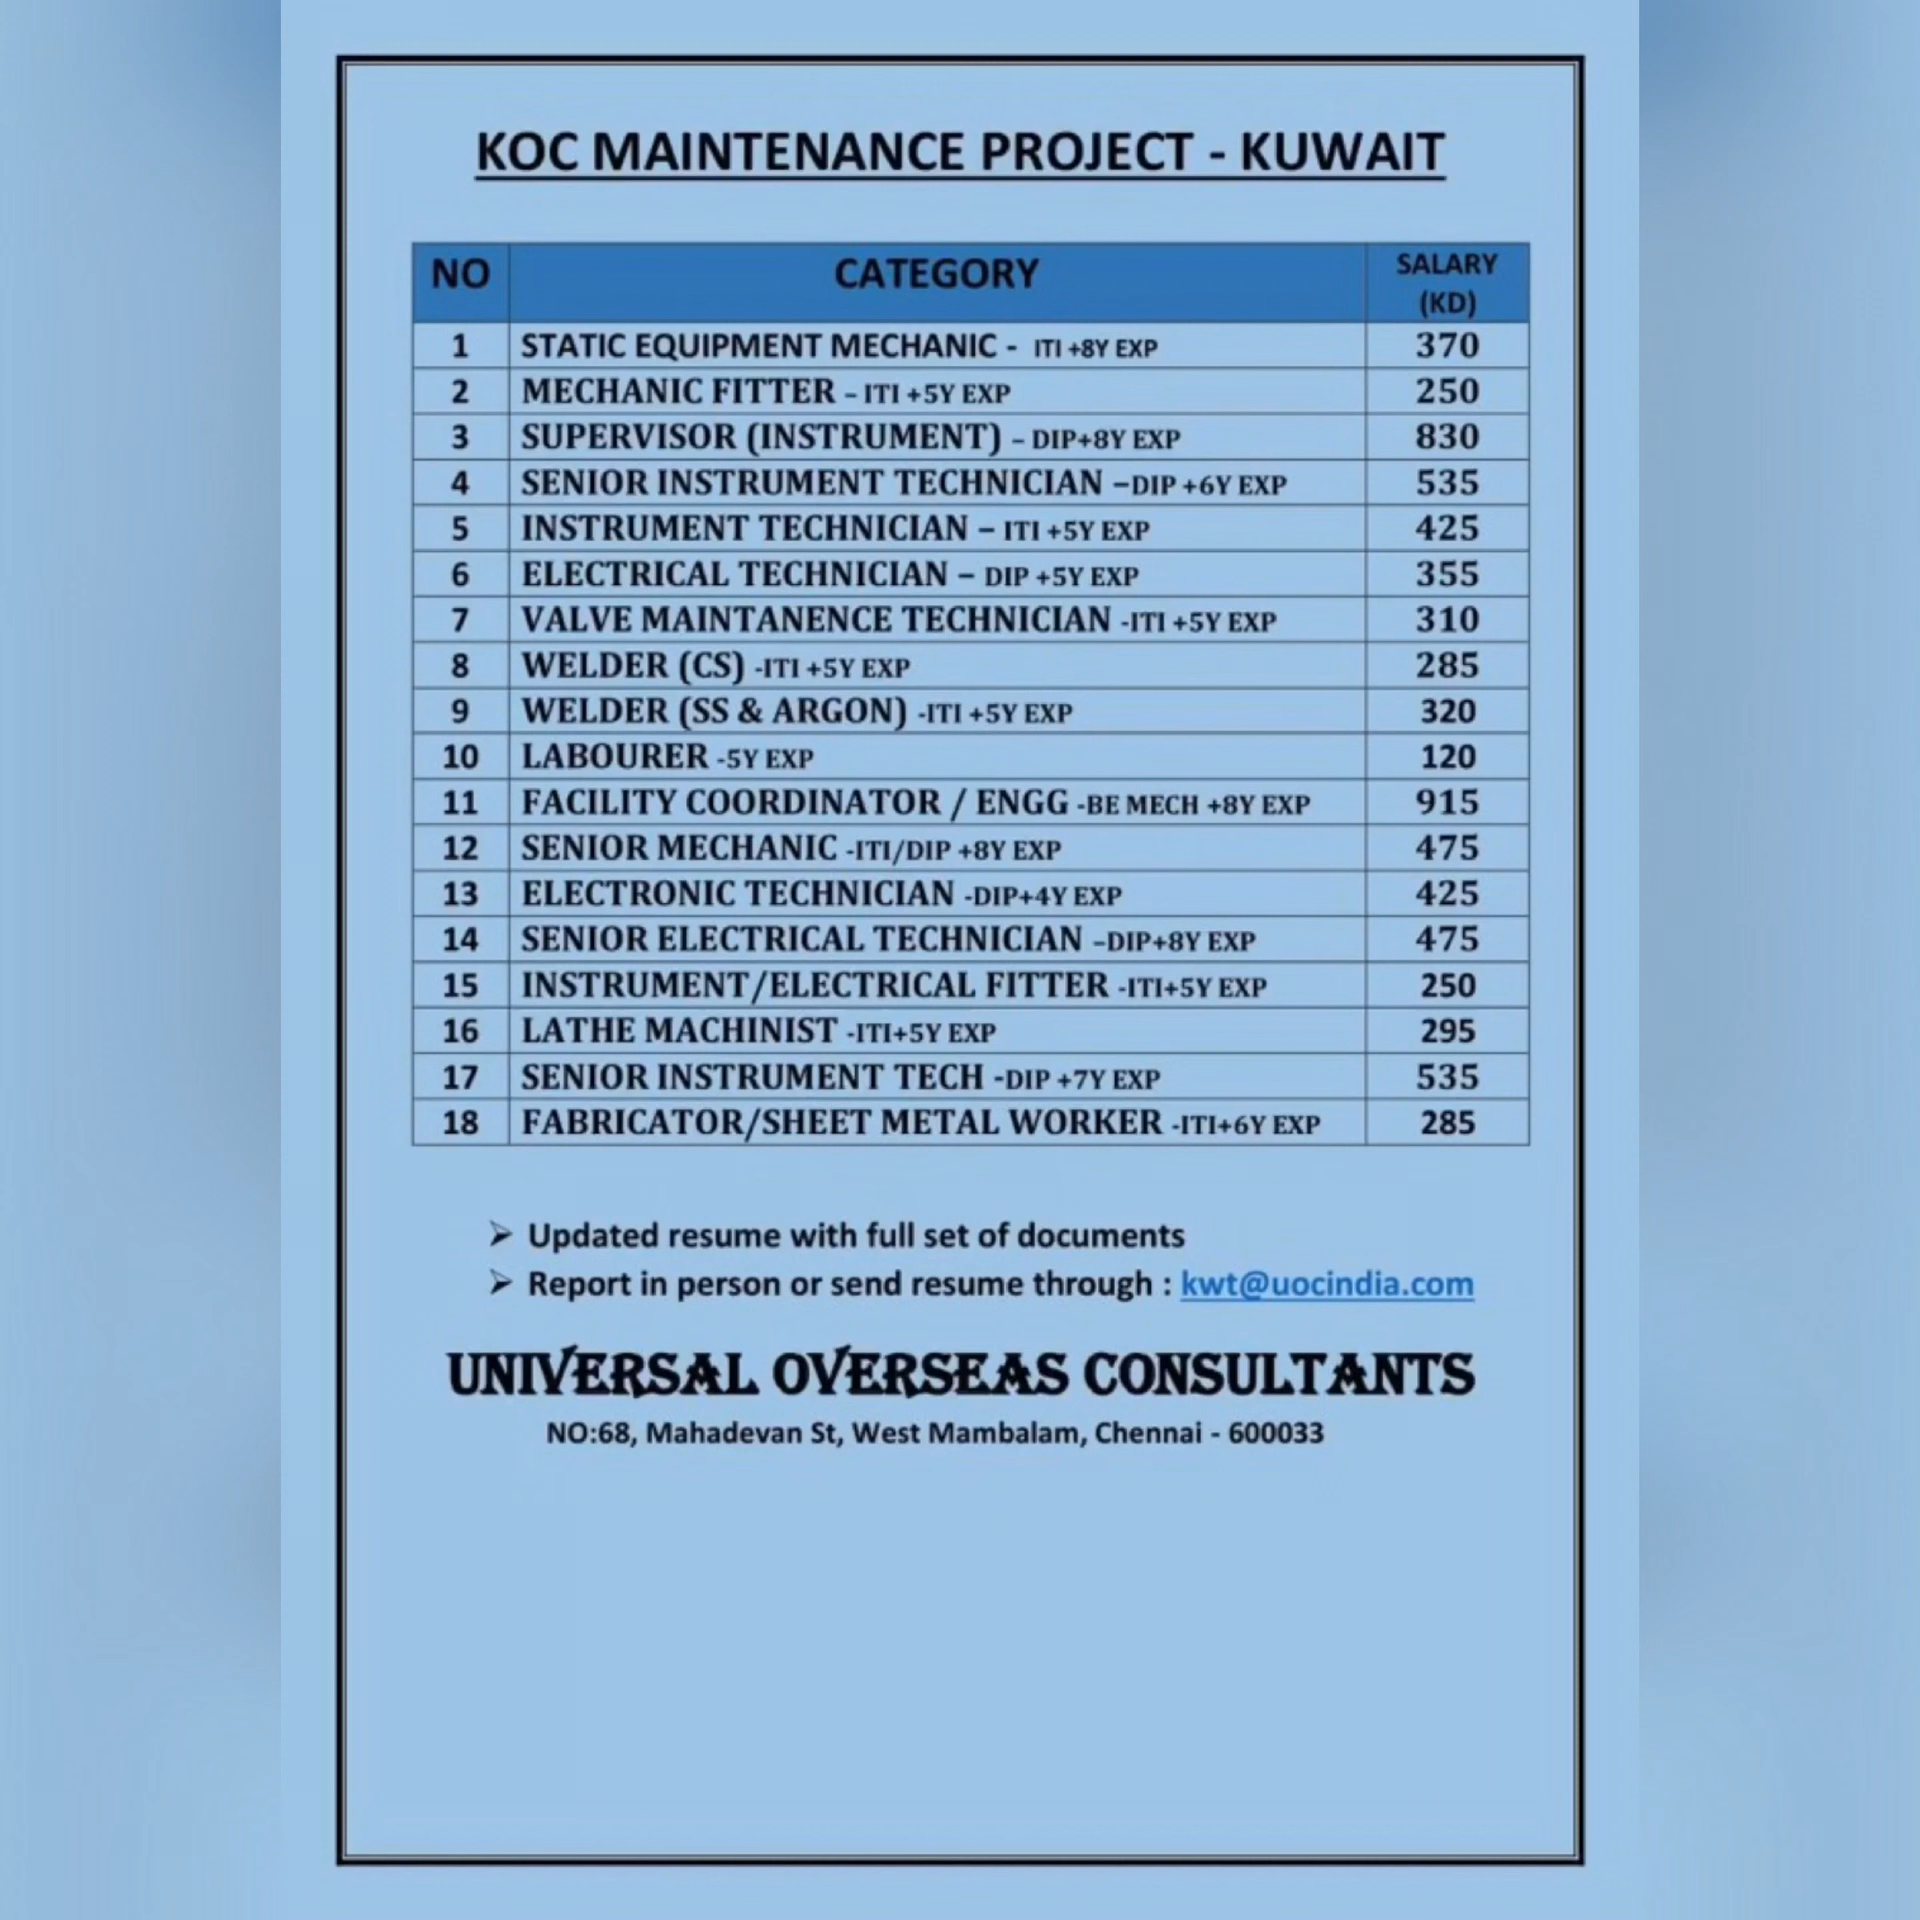 KOC MAINTENANCE PROJECT - KUWAIT
NO CATEGORY SALARY (KD)
1 STATIC EQUIPMENT MECHANIC - ITI +8Y EXP 370
2 MECHANIC FITTER – ITI +5Y EXP 250
3 SUPERVISOR (INSTRUMENT) – DIP+8Y EXP 830
4 SENIOR INSTRUMENT TECHNICIAN –DIP +6Y EXP 535
5 INSTRUMENT TECHNICIAN – ITI +5Y EXP 425
6 ELECTRICAL TECHNICIAN – DIP +5Y EXP 355
7 VALVE MAINTANENCE TECHNICIAN -ITI +5Y EXP 310
8 WELDER (CS) -ITI +5Y EXP 285
9 WELDER (SS & ARGON) -ITI +5Y EXP 320
10 LABOURER -5Y EXP 120
11 FACILITY COORDINATOR / ENGG -BE MECH +8Y EXP 915
12 SENIOR MECHANIC -ITI/DIP +8Y EXP 475
13 ELECTRONIC TECHNICIAN -DIP+4Y EXP 425
14 SENIOR ELECTRICAL TECHNICIAN –DIP+8Y EXP 475
15 INSTRUMENT/ELECTRICAL FITTER -ITI+5Y EXP 250
16 LATHE MACHINIST -ITI+5Y EXP 295
17 SENIOR INSTRUMENT TECH -DIP +7Y EXP 535
18 FABRICATOR/SHEET METAL WORKER -ITI+6Y EXP 285
➢ Updated resume with full set of documents
➢ Report in person or send resume through : kwt@uocindia.com
UNIVERSAL OVERSEAS CONSULTANTS
NO:68, Mahadevan St, West Mambalam, Chennai - 600033